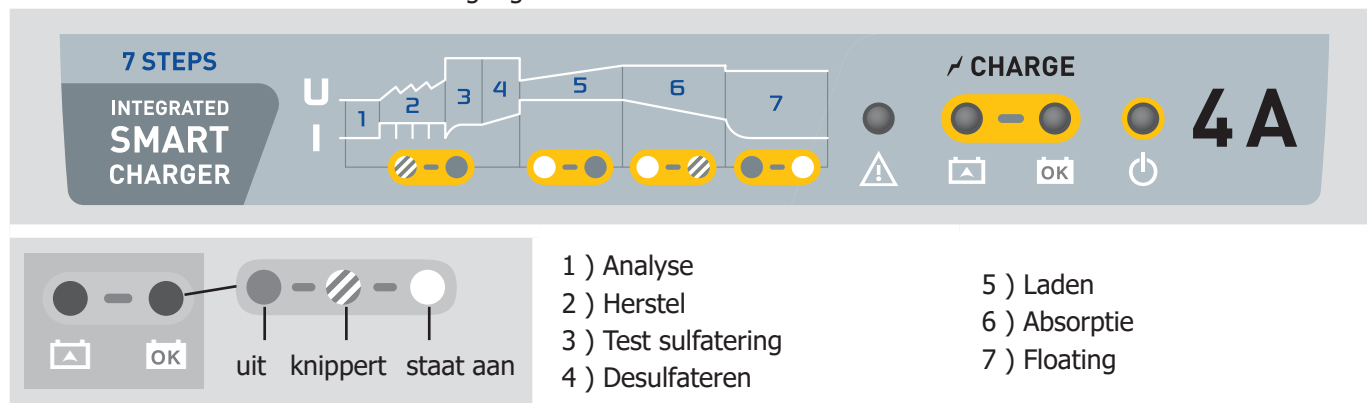 7 STEPS
INTEGRATED
SMART
CHARGER
U
I
1
2
3
4
5
6
7
CHARGE
OK
4 A
OK
uit
knippert
staat aan
1 ) Analyse
2 ) Herstel
3 ) Test sulfatering
4 ) Desulfateren
5 ) Laden
6 ) Absorptie
7 ) Floating